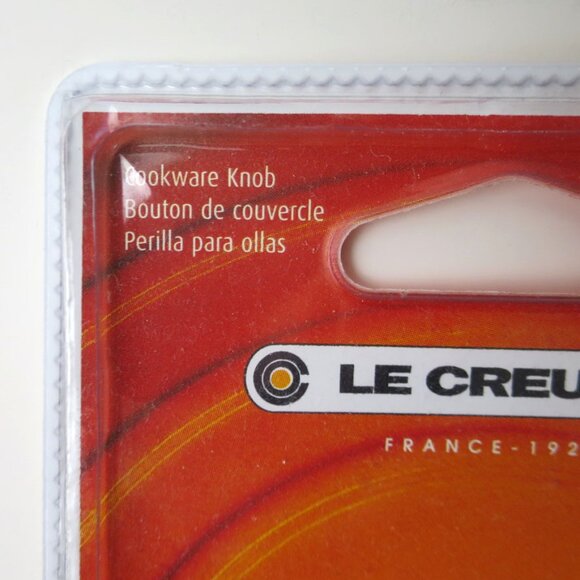 Cookware Knob
Bouton de couvercle
Perilla para ollas
LE CREU
FRANCE-192